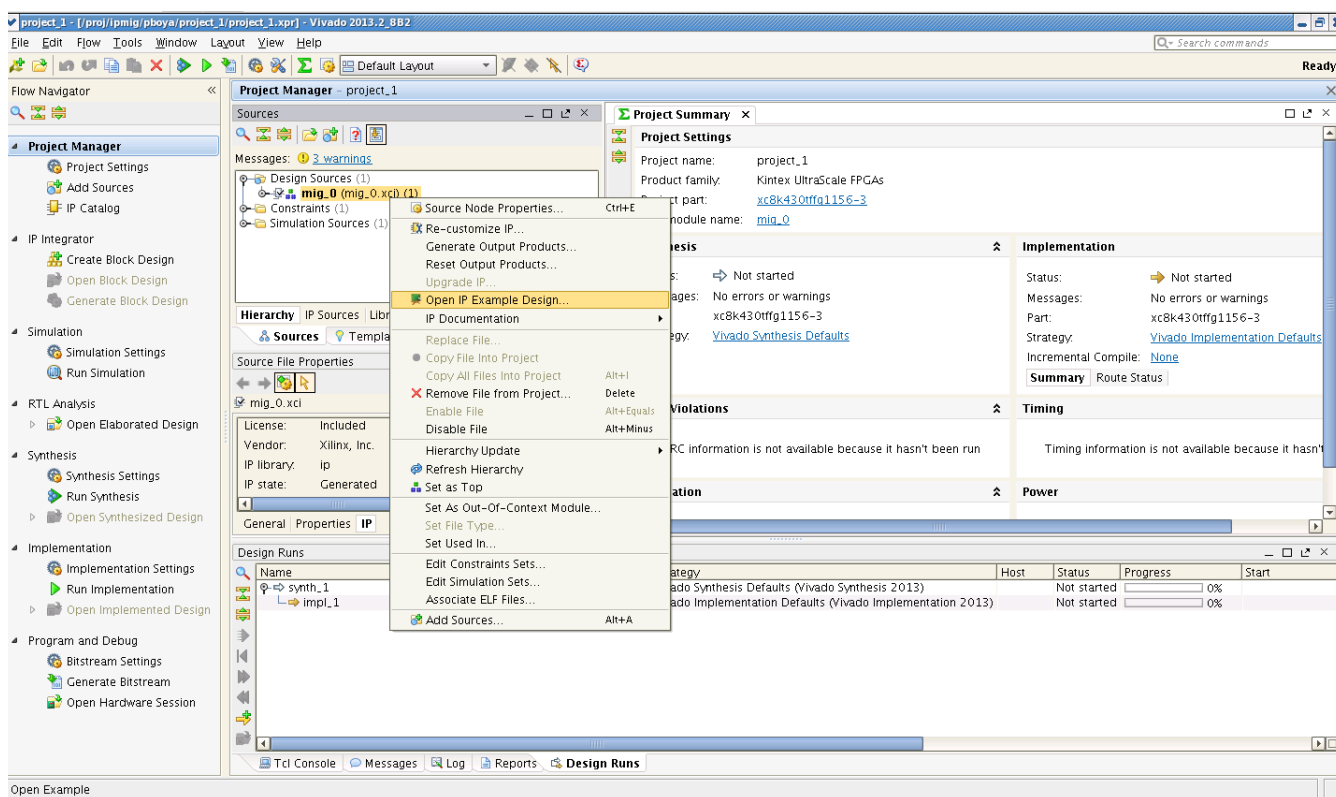 project_1 - [/proj/ipmig/pboya/project_1/project_1.xpr] - Vivado 2013.2_BB2
File Edit Flow Tools Window Layout View Help
Search commands
Default Layout
Ready
Flow Navigator
Project Manager
Project Settings
Add Sources
IP Catalog
IP Integrator
Create Block Design
Open Block Design
Generate Block Design
Simulation
Simulation Settings
Run Simulation
RTL Analysis
Open Elaborated Design
Synthesis
Synthesis Settings
Run Synthesis
Open Synthesized Design
Implementation
Implementation Settings
Run Implementation
Open Implemented Design
Program and Debug
Bitstream Settings
Generate Bitstream
Open Hardware Session
Project Manager - project_1
Sources
Messages: 3 warnings
Design Sources (1)
mig_0 (mig_0.xci) (1)
Constraints (1)
Simulation Sources (1)
Hierarchy IP Sources Libr
Sources Templa
Source File Properties
mig_0.xci
License: Included
Vendor: Xilinx, Inc.
IP library: ip
IP state: Generated
General Properties IP
Source Node Properties... Ctrl+E
Re-customize IP...
Generate Output Products...
Reset Output Products...
Upgrade IP...
Open IP Example Design...
IP Documentation
Replace File...
Copy File Into Project
Copy All Files Into Project Alt+I
Remove File from Project... Delete
Enable File Alt+Equals
Disable File Alt+Minus
Hierarchy Update
Refresh Hierarchy
Set as Top
Set As Out-Of-Context Module...
Set File Type...
Set Used In...
Edit Constraints Sets...
Edit Simulation Sets...
Associate ELF Files...
Add Sources... Alt+A
Project Summary
Project Settings
Project name: project_1
Product family: Kintex UltraScale FPGAs
ct part: xc8k430tffg1156-3
module name: mig_0
esis
s: Not started
ages: No errors or warnings
xc8k430tffg1156-3
egy: Vivado Synthesis Defaults
Implementation
Status: Not started
Messages: No errors or warnings
Part: xc8k430tffg1156-3
Strategy: Vivado Implementation Defaults
Incremental Compile: None
Summary Route Status
Violations
RC information is not available because it hasn't been run
Timing
Timing information is not available because it hasn't
ation
Power
Design Runs
Name ategy Host Status Progress Start
synth_1 ado Synthesis Defaults (Vivado Synthesis 2013) Not started 0%
impl_1 ado Implementation Defaults (Vivado Implementation 2013) Not started 0%
Tcl Console Messages Log Reports Design Runs
Open Example